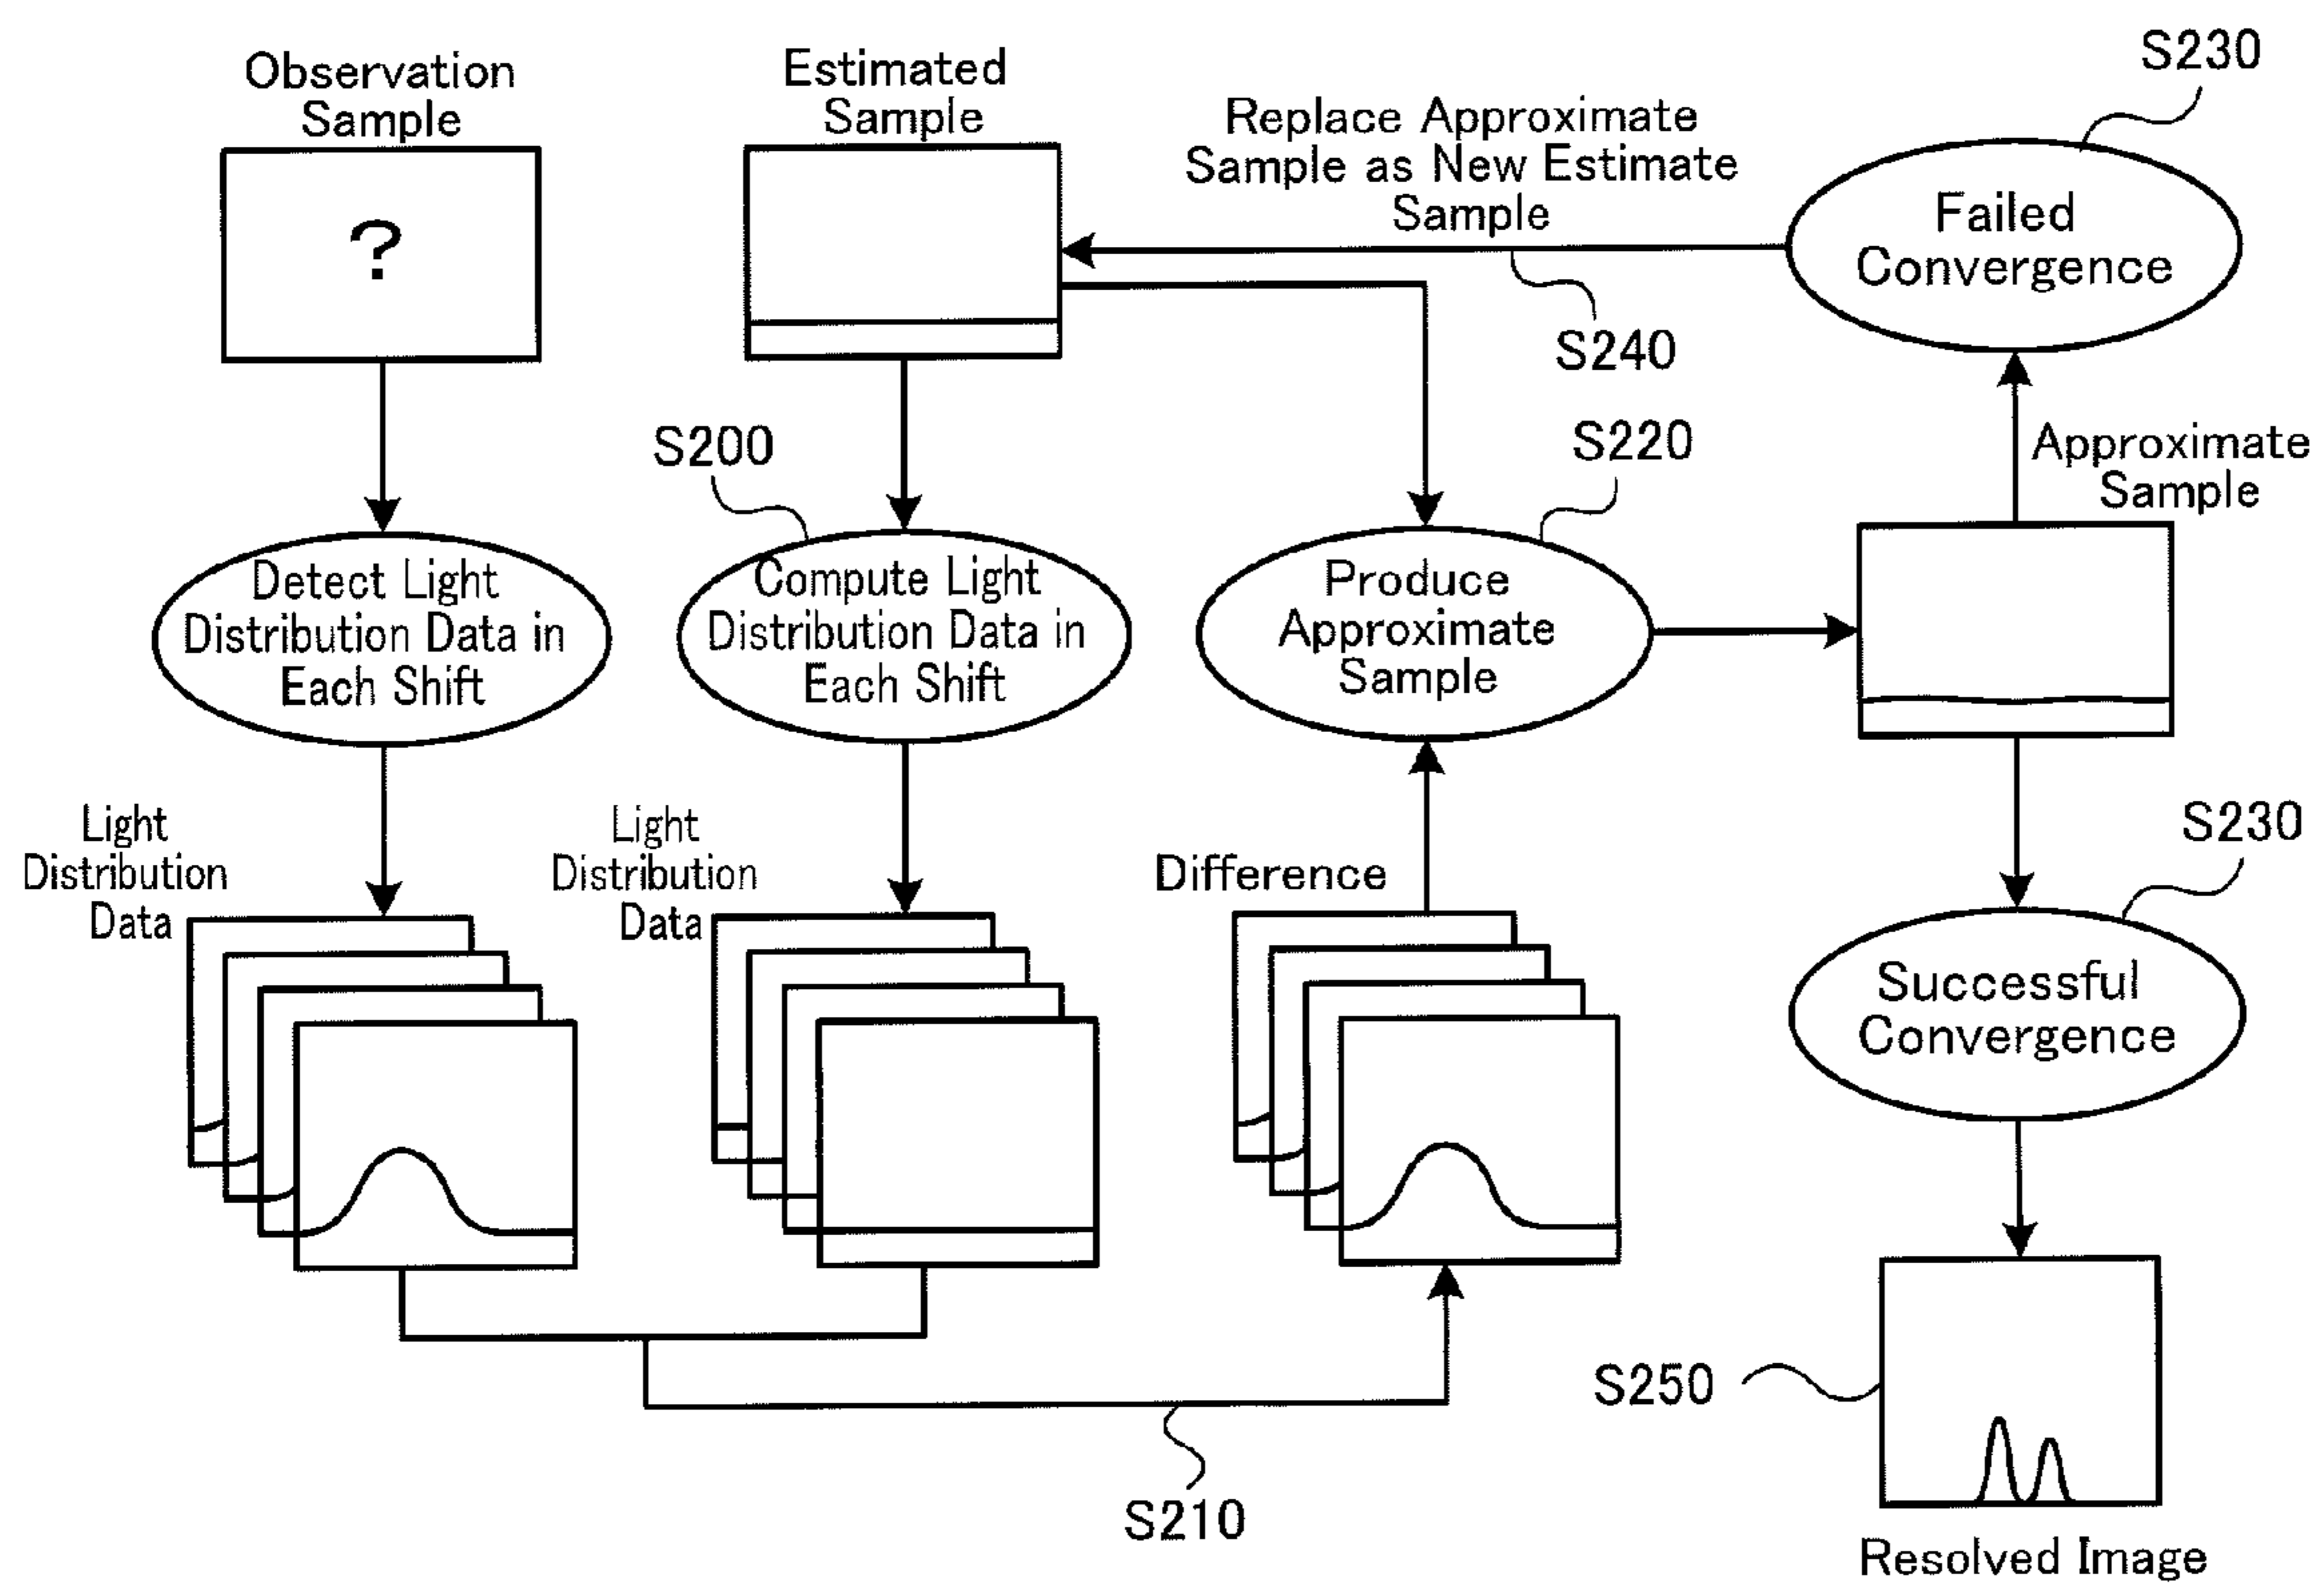 Observation
Sample
?
Estimated
Sample
Replace Approximate
Sample as New Estimate
Sample
S230
Failed
Convergence
S240
S200
S220
Approximate
Sample
Detect Light
Distribution Data in
Each Shift
Compute Light
Distribution Data in
Each Shift
Produce
Approximate
Sample
Light
Distribution
Data
Light
Distribution
Data
Difference
S230
Successful
Convergence
S250
S210
Resolved Image